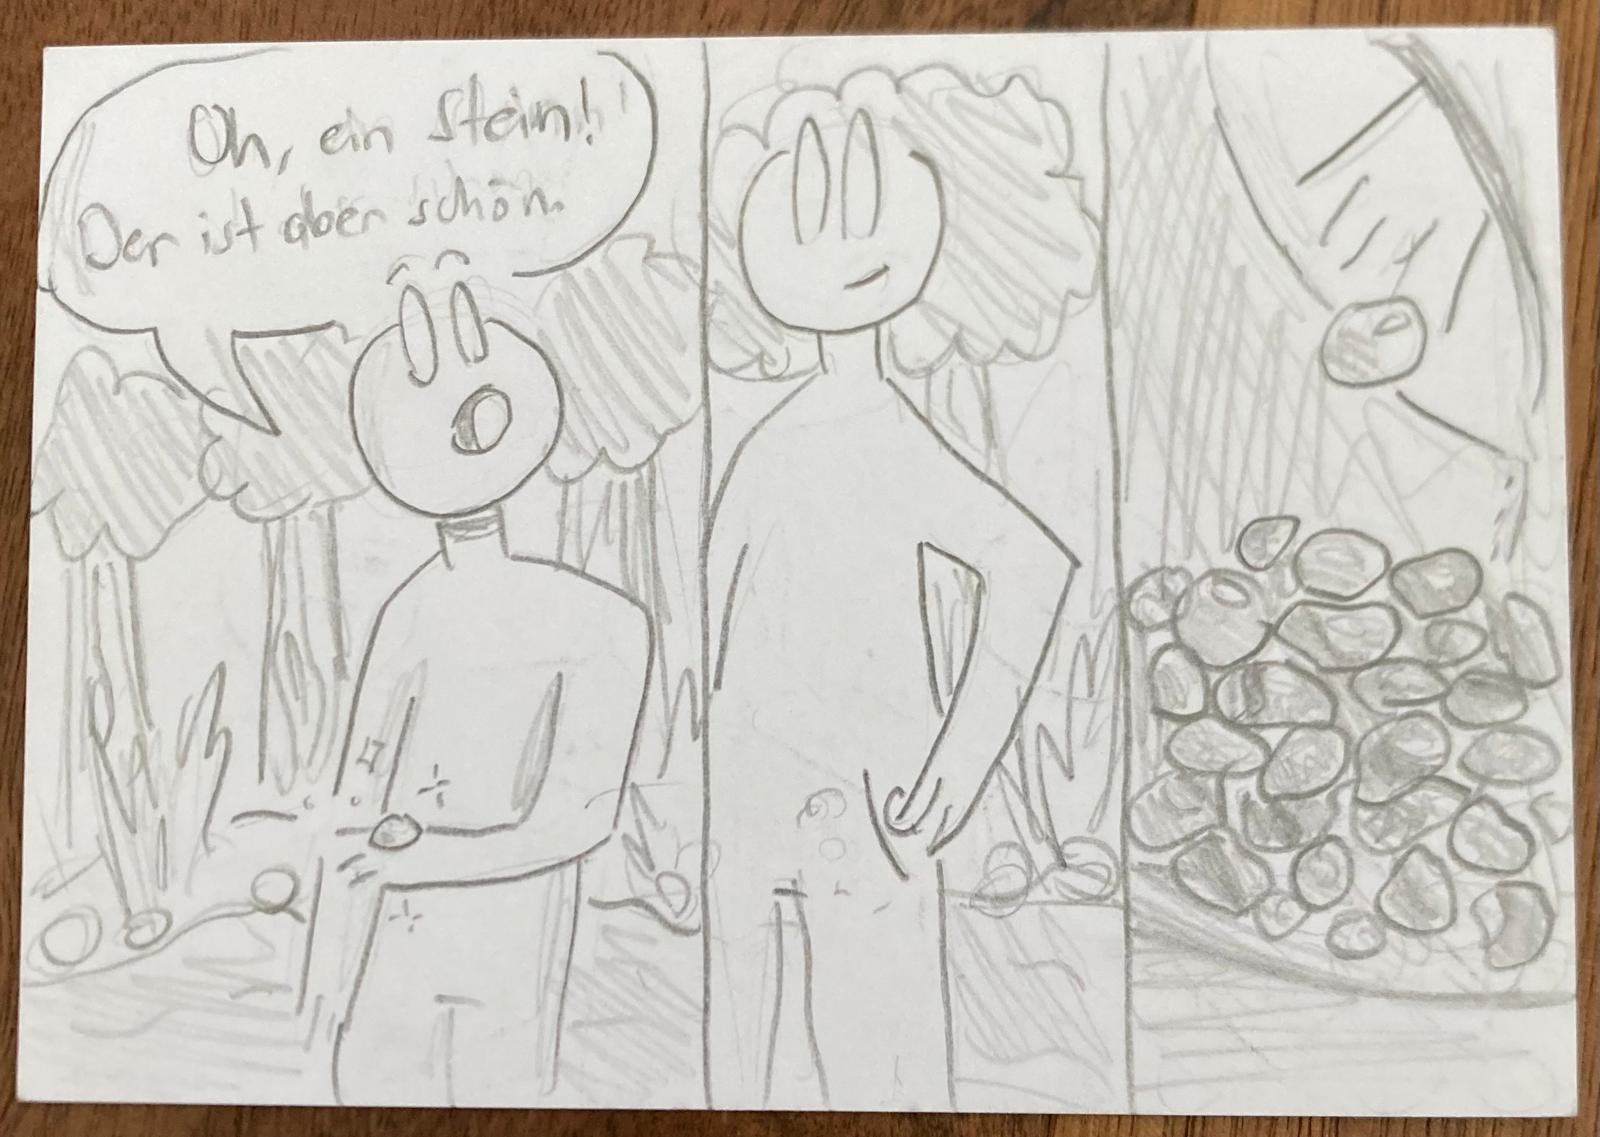 Oh, ein Stein!
Der ist aber schön.